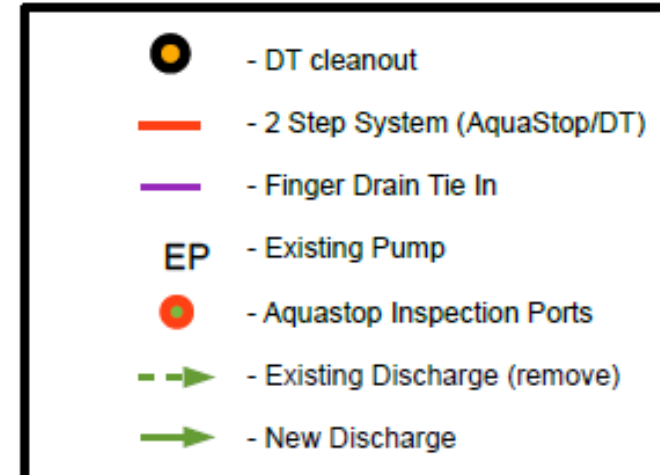 - DT cleanout
- 2 Step System (AquaStop/DT)
- Finger Drain Tie In
EP - Existing Pump
- Aquastop Inspection Ports
- Existing Discharge (remove)
- New Discharge